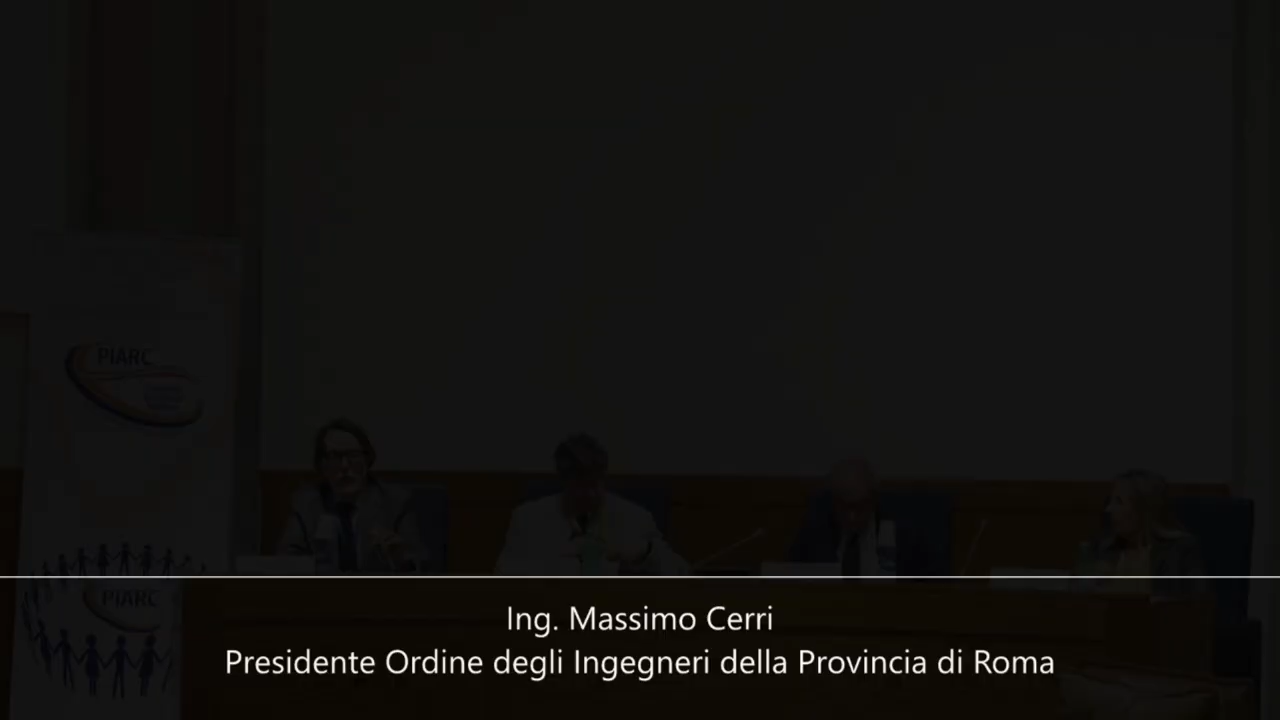 PIARC
PIARC
Ing. Massimo Cerri
Presidente Ordine degli Ingegneri della Provincia di Roma